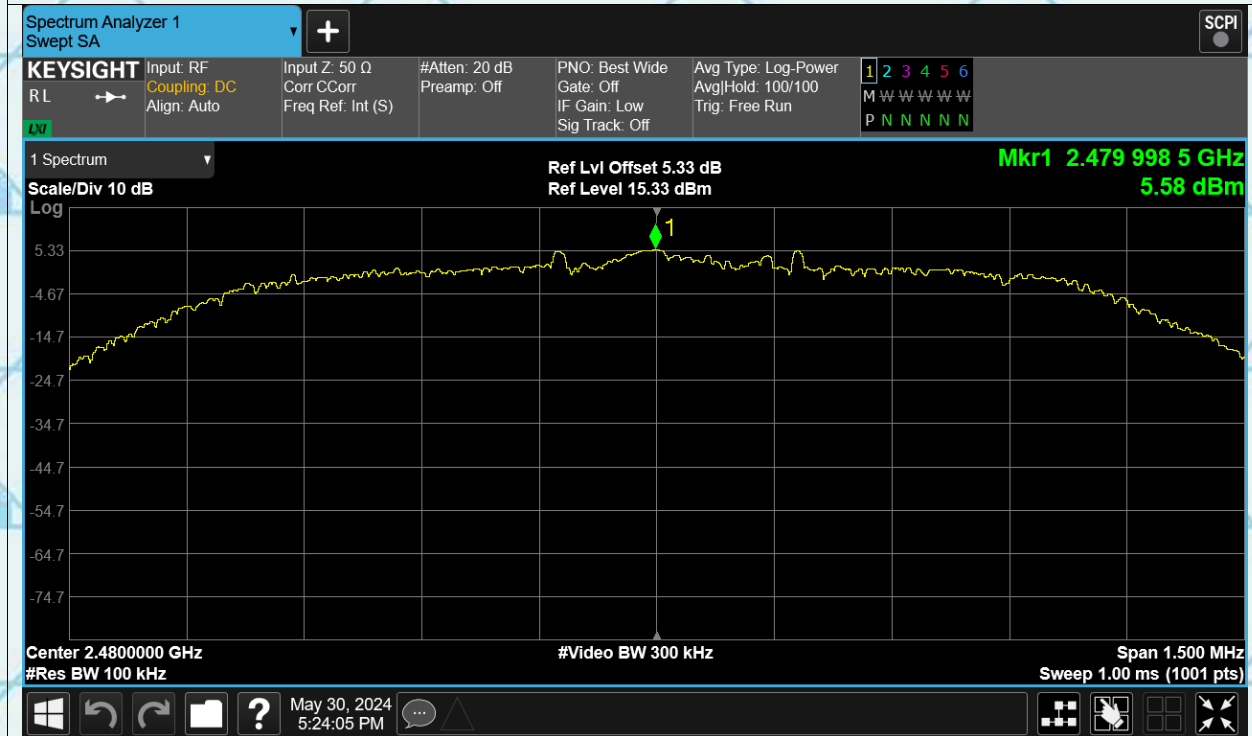 Spectrum Analyzer 1
Swept SA
+
SCPI
KEYSIGHT
RL
LXI
Input: RF
Coupling: DC
Align: Auto
Input Z: 50 Ω
Corr CCorr
Freq Ref: Int (S)
#Atten: 20 dB
Preamp: Off
PNO: Best Wide
Gate: Off
IF Gain: Low
Sig Track: Off
Avg Type: Log-Power
Avg|Hold: 100/100
Trig: Free Run
1 2 3 4 5 6
M W W W W W
P N N N N N
1 Spectrum
Scale/Div 10 dB
Ref Lvl Offset 5.33 dB
Ref Level 15.33 dBm
Mkr1 2.479 998 5 GHz
5.58 dBm
Log
1
5.33
-4.67
-14.7
-24.7
-34.7
-44.7
-54.7
-64.7
-74.7
Center 2.4800000 GHz
#Res BW 100 kHz
#Video BW 300 kHz
Span 1.500 MHz
Sweep 1.00 ms (1001 pts)
?
May 30, 2024
5:24:05 PM